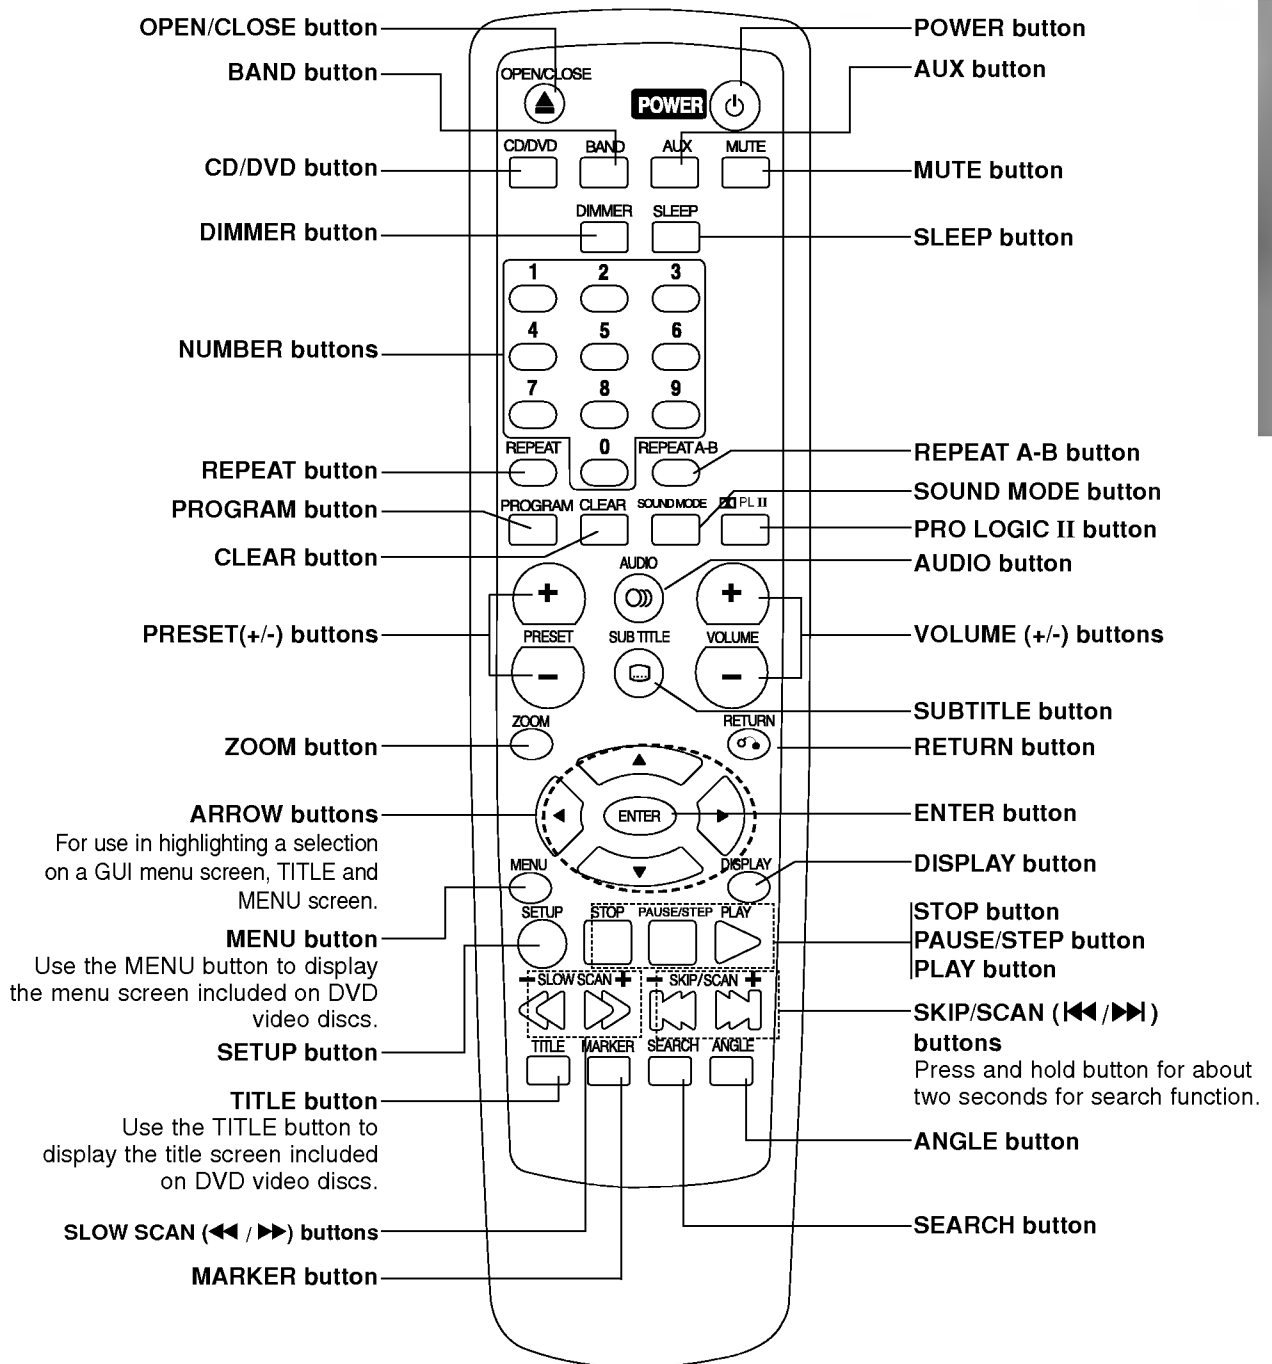 OPEN/CLOSE button
BAND button
CD/DVD button
DIMMER button
NUMBER buttons
REPEAT button
PROGRAM button
CLEAR button
PRESET(+/-) buttons
ZOOM button
ARROW buttons
For use in highlighting a selection
on a GUI menu screen, TITLE and
MENU screen.
MENU button
Use the MENU button to display
the menu screen included on DVD
video discs.
SETUP button
TITLE button
Use the TITLE button to
display the title screen included
on DVD video discs.
SLOW SCAN (◀◀ / ▶▶) buttons
MARKER button
OPEN/CLOSE
POWER
CD/DVD BAND AUX MUTE
DIMMER SLEEP
1 2 3
4 5 6
7 8 9
REPEAT 0 REPEAT A-B
PROGRAM CLEAR SOUND MODE PL II
AUDIO
+ +
PRESET SUB TITLE VOLUME
− −
ZOOM RETURN
ENTER
MENU DISPLAY
SETUP STOP PAUSE/STEP PLAY
− SLOW SCAN + − SKIP/SCAN +
TITLE MARKER SEARCH ANGLE
POWER button
AUX button
MUTE button
SLEEP button
REPEAT A-B button
SOUND MODE button
PRO LOGIC II button
AUDIO button
VOLUME (+/-) buttons
SUBTITLE button
RETURN button
ENTER button
DISPLAY button
STOP button
PAUSE/STEP button
PLAY button
SKIP/SCAN (|◀◀ / ▶▶|)
buttons
Press and hold button for about
two seconds for search function.
ANGLE button
SEARCH button